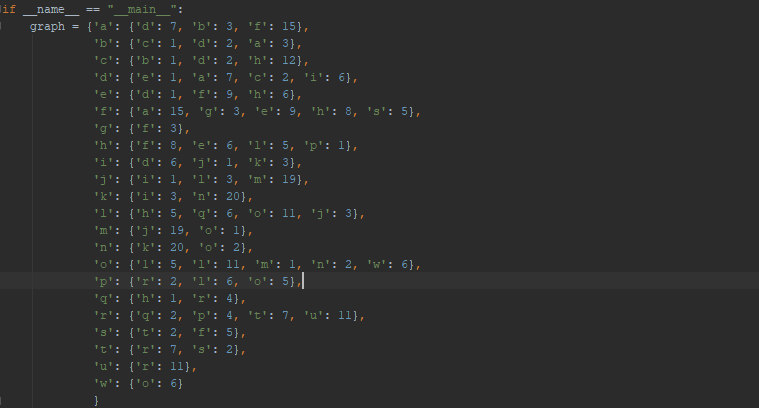 if __name__ == "__main__":
    graph = {'a': {'d': 7, 'b': 3, 'f': 15},
             'b': {'c': 1, 'd': 2, 'a': 3},
             'c': {'b': 1, 'd': 2, 'h': 12},
             'd': {'e': 1, 'a': 7, 'c': 2, 'i': 6},
             'e': {'d': 1, 'f': 9, 'h': 6},
             'f': {'a': 15, 'g': 3, 'e': 9, 'h': 8, 's': 5},
             'g': {'f': 3},
             'h': {'f': 8, 'e': 6, 'l': 5, 'p': 1},
             'i': {'d': 6, 'j': 1, 'k': 3},
             'j': {'i': 1, 'l': 3, 'm': 19},
             'k': {'i': 3, 'n': 20},
             'l': {'h': 5, 'q': 6, 'o': 11, 'j': 3},
             'm': {'j': 19, 'o': 1},
             'n': {'k': 20, 'o': 2},
             'o': {'l': 5, 'l': 11, 'm': 1, 'n': 2, 'w': 6},
             'p': {'r': 2, 'l': 6, 'o': 5},
             'q': {'h': 1, 'r': 4},
             'r': {'q': 2, 'p': 4, 't': 7, 'u': 11},
             's': {'t': 2, 'f': 5},
             't': {'r': 7, 's': 2},
             'u': {'r': 11},
             'w': {'o': 6}
             }